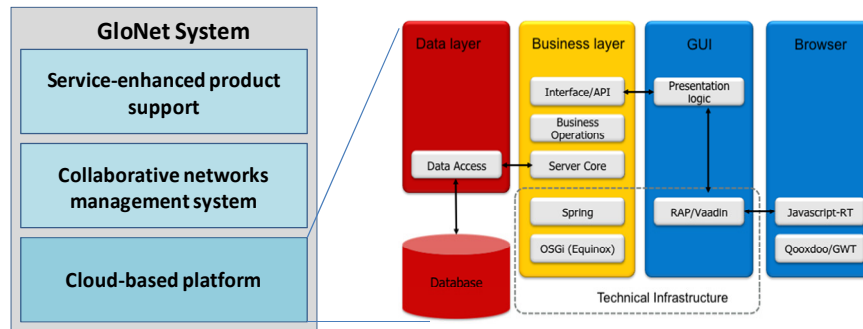 GloNet System
Service-enhanced product
support
Collaborative networks
management system
Cloud-based platform
Data layer
Business layer
GUI
Browser
Interface/API
Presentation
logic
Business
Operations
Data Access
Server Core
Spring
RAP/Vaadin
Javascript-RT
OSGi (Equinox)
Qooxdoo/GWT
Database
Technical Infrastructure